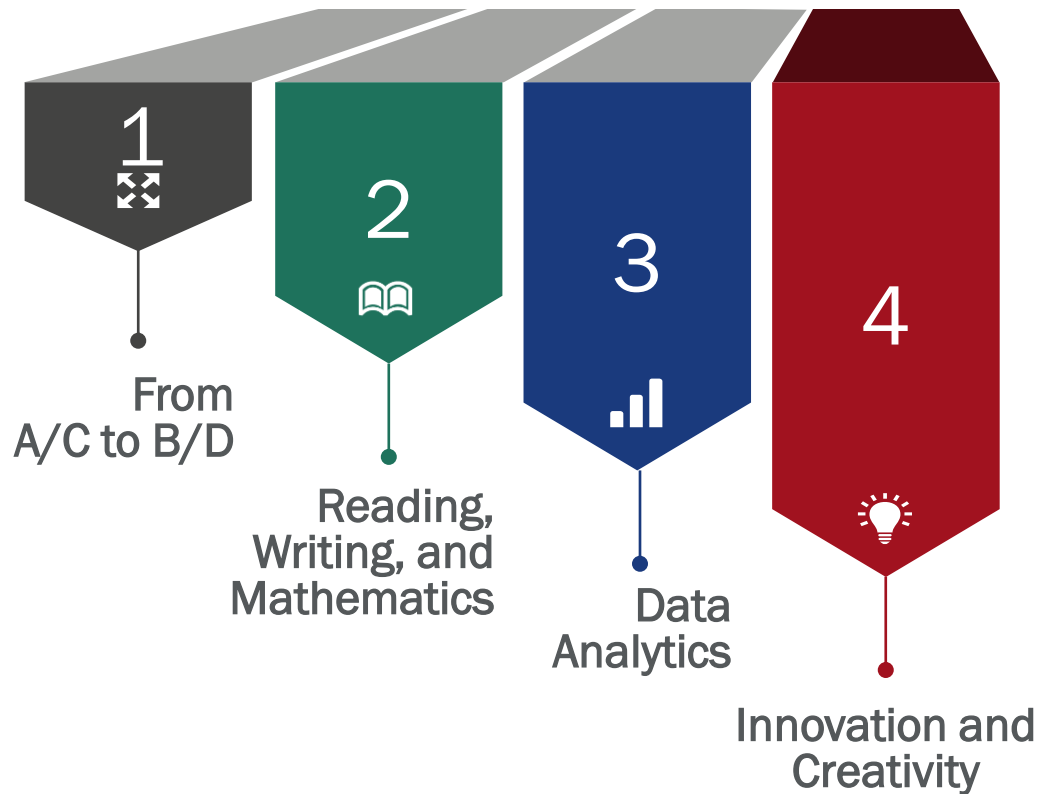 1
From
A/C to B/D
2
Reading,
Writing, and
Mathematics
3
Data
Analytics
4
Innovation and
Creativity